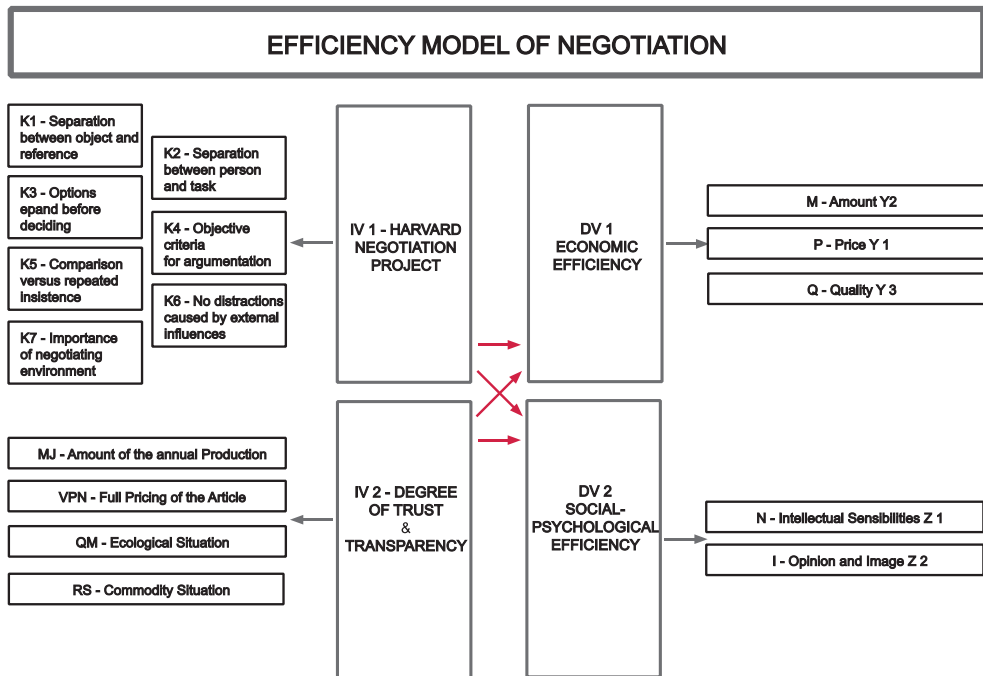 EFFICIENCY MODEL OF NEGOTIATION
K1 - Separation
between object and
reference
K2 - Separation
between person
and task
K3 - Options
epand before
deciding
K4 - Objective
criteria
for argumentation
K5 - Comparison
versus repeated
insistence
K6 - No distractions
caused by external
influences
K7 - Importance
of negotiating
environment
IV 1 - HARVARD
NEGOTIATION
PROJECT
DV 1
ECONOMIC
EFFICIENCY
M - Amount Y2
P - Price Y 1
Q - Quality Y 3
MJ - Amount of the annual Production
VPN - Full Pricing of the Article
QM - Ecological Situation
RS - Commodity Situation
IV 2 - DEGREE
OF TRUST
&
TRANSPARENCY
DV 2
SOCIAL-
PSYCHOLOGICAL
EFFICIENCY
N - Intellectual Sensibilities Z 1
I - Opinion and Image Z 2